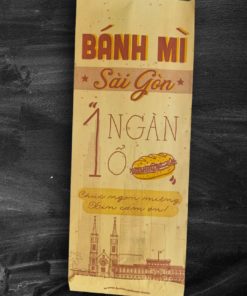 BÁNH MÌ
Sài Gòn
1 NGÀN
Ổ
Chúc ngon miệng
Xin cảm ơn!